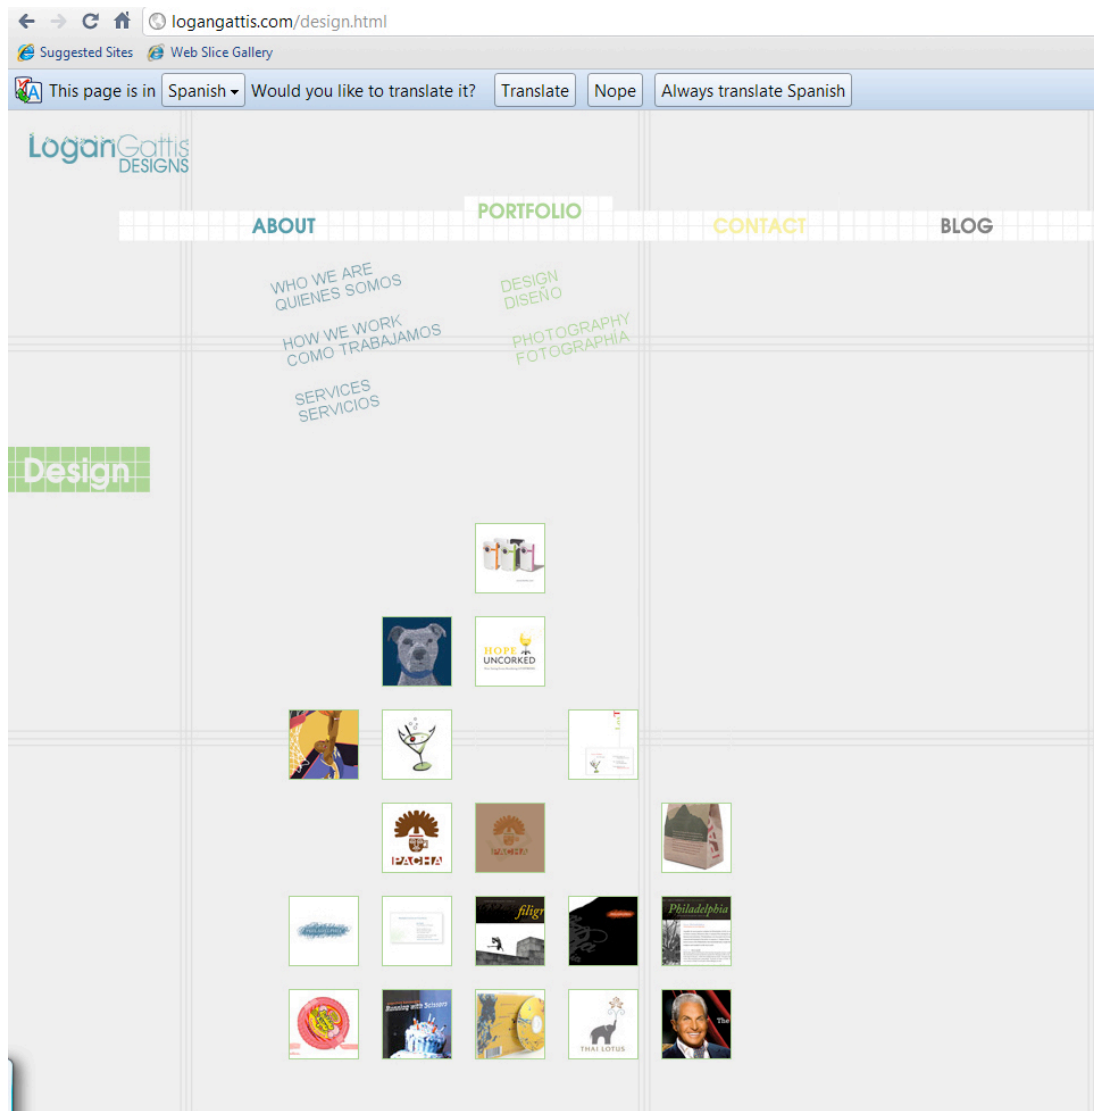 logangattis.com/design.html
Suggested Sites Web Slice Gallery
This page is in Spanish Would you like to translate it? Translate Nope Always translate Spanish
LoganGattis
DESIGNS
ABOUT PORTFOLIO CONTACT BLOG
WHO WE ARE
QUIENES SOMOS
HOW WE WORK
COMO TRABAJAMOS
SERVICES
SERVICIOS
DESIGN
DISEÑO
PHOTOGRAPHY
FOTOGRAPHÍA
Design
HOPE
UNCORKED
PACHA
PACHA
filigr
Philadelphia
Running with Scissors
THAI LOTUS
The